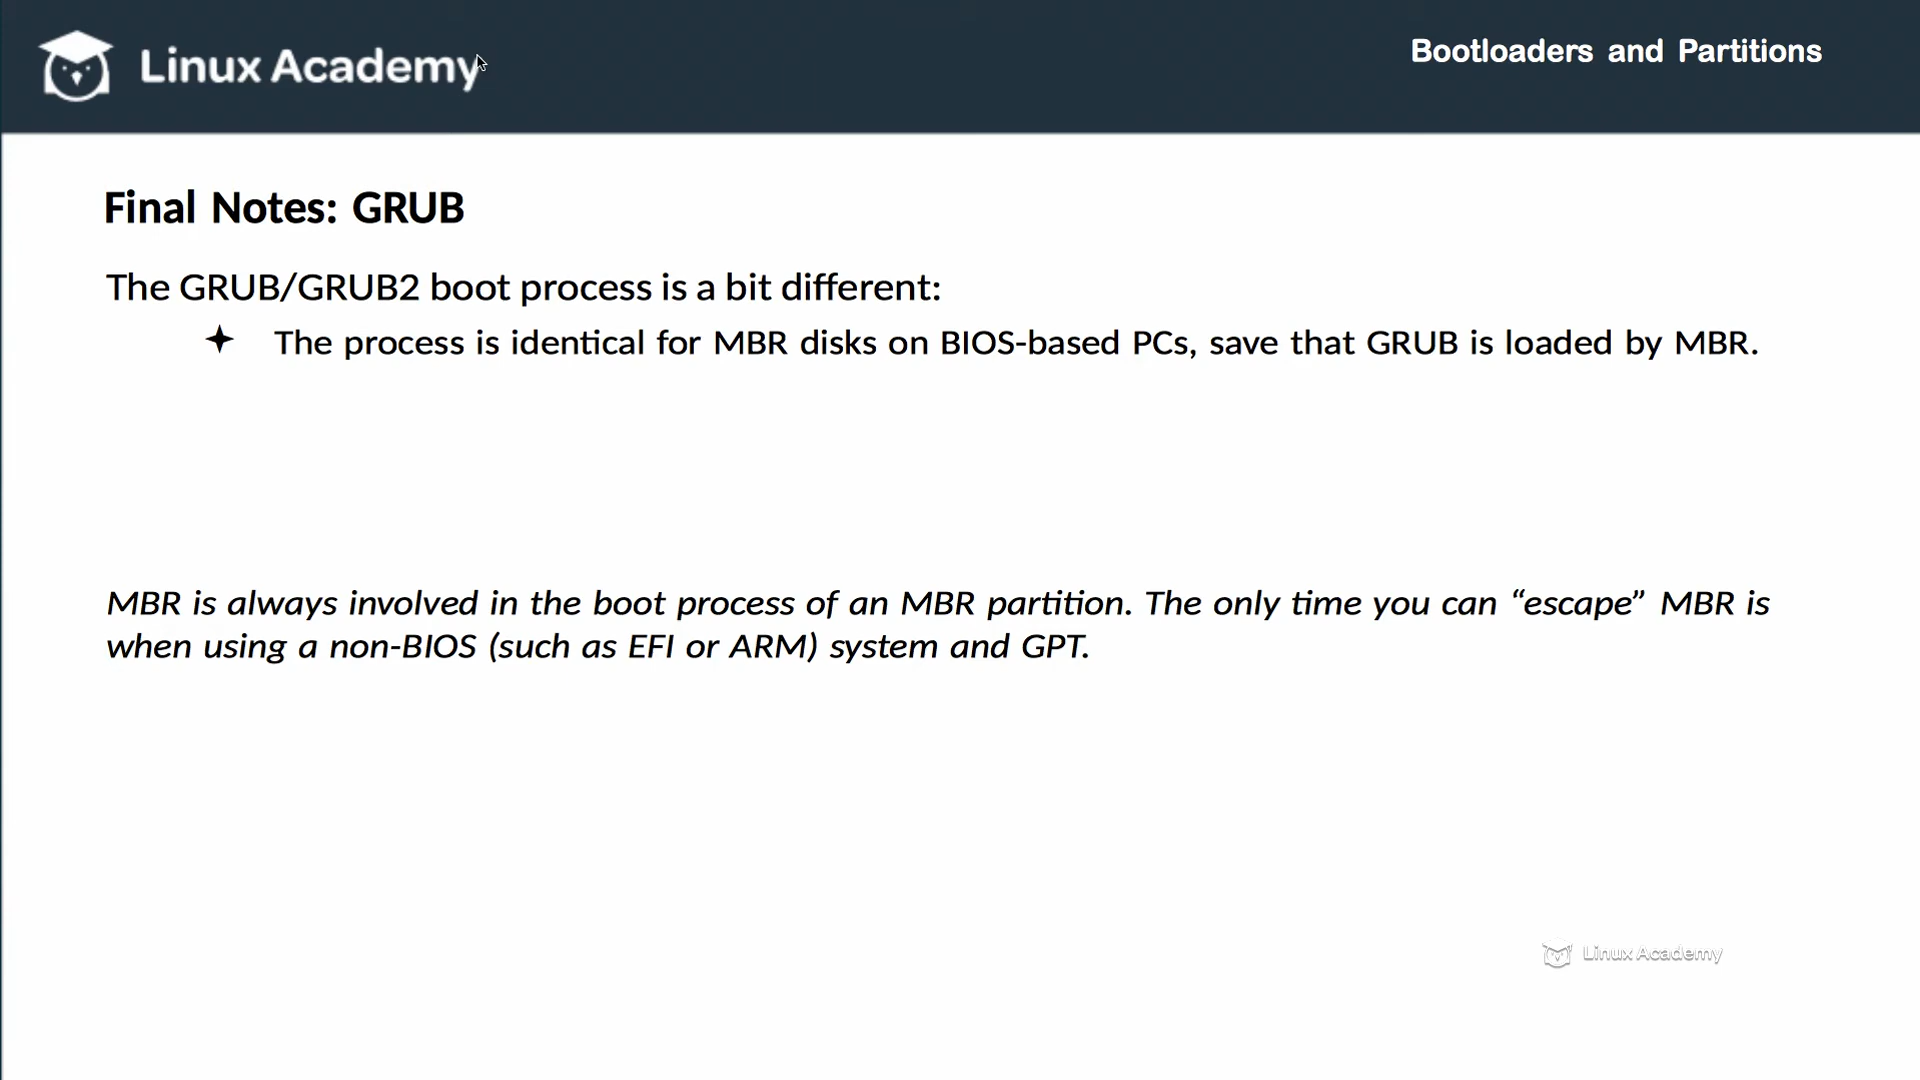 Linux Academy
Bootloaders and Partitions
Final Notes: GRUB
The GRUB/GRUB2 boot process is a bit different:
✦ The process is identical for MBR disks on BIOS-based PCs, save that GRUB is loaded by MBR.
MBR is always involved in the boot process of an MBR partition. The only time you can “escape” MBR is
when using a non-BIOS (such as EFI or ARM) system and GPT.
Linux Academy